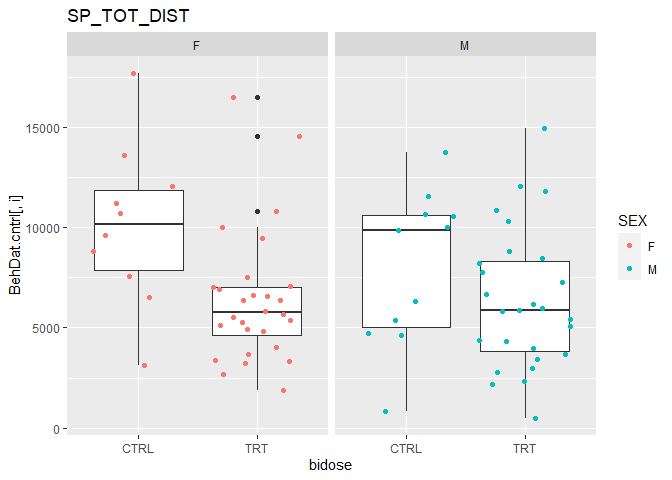 SP_TOT_DIST
F
M
BehDat.cntrl[, i]
15000
10000
5000
0
CTRL
TRT
CTRL
TRT
bidose
SEX
F
M